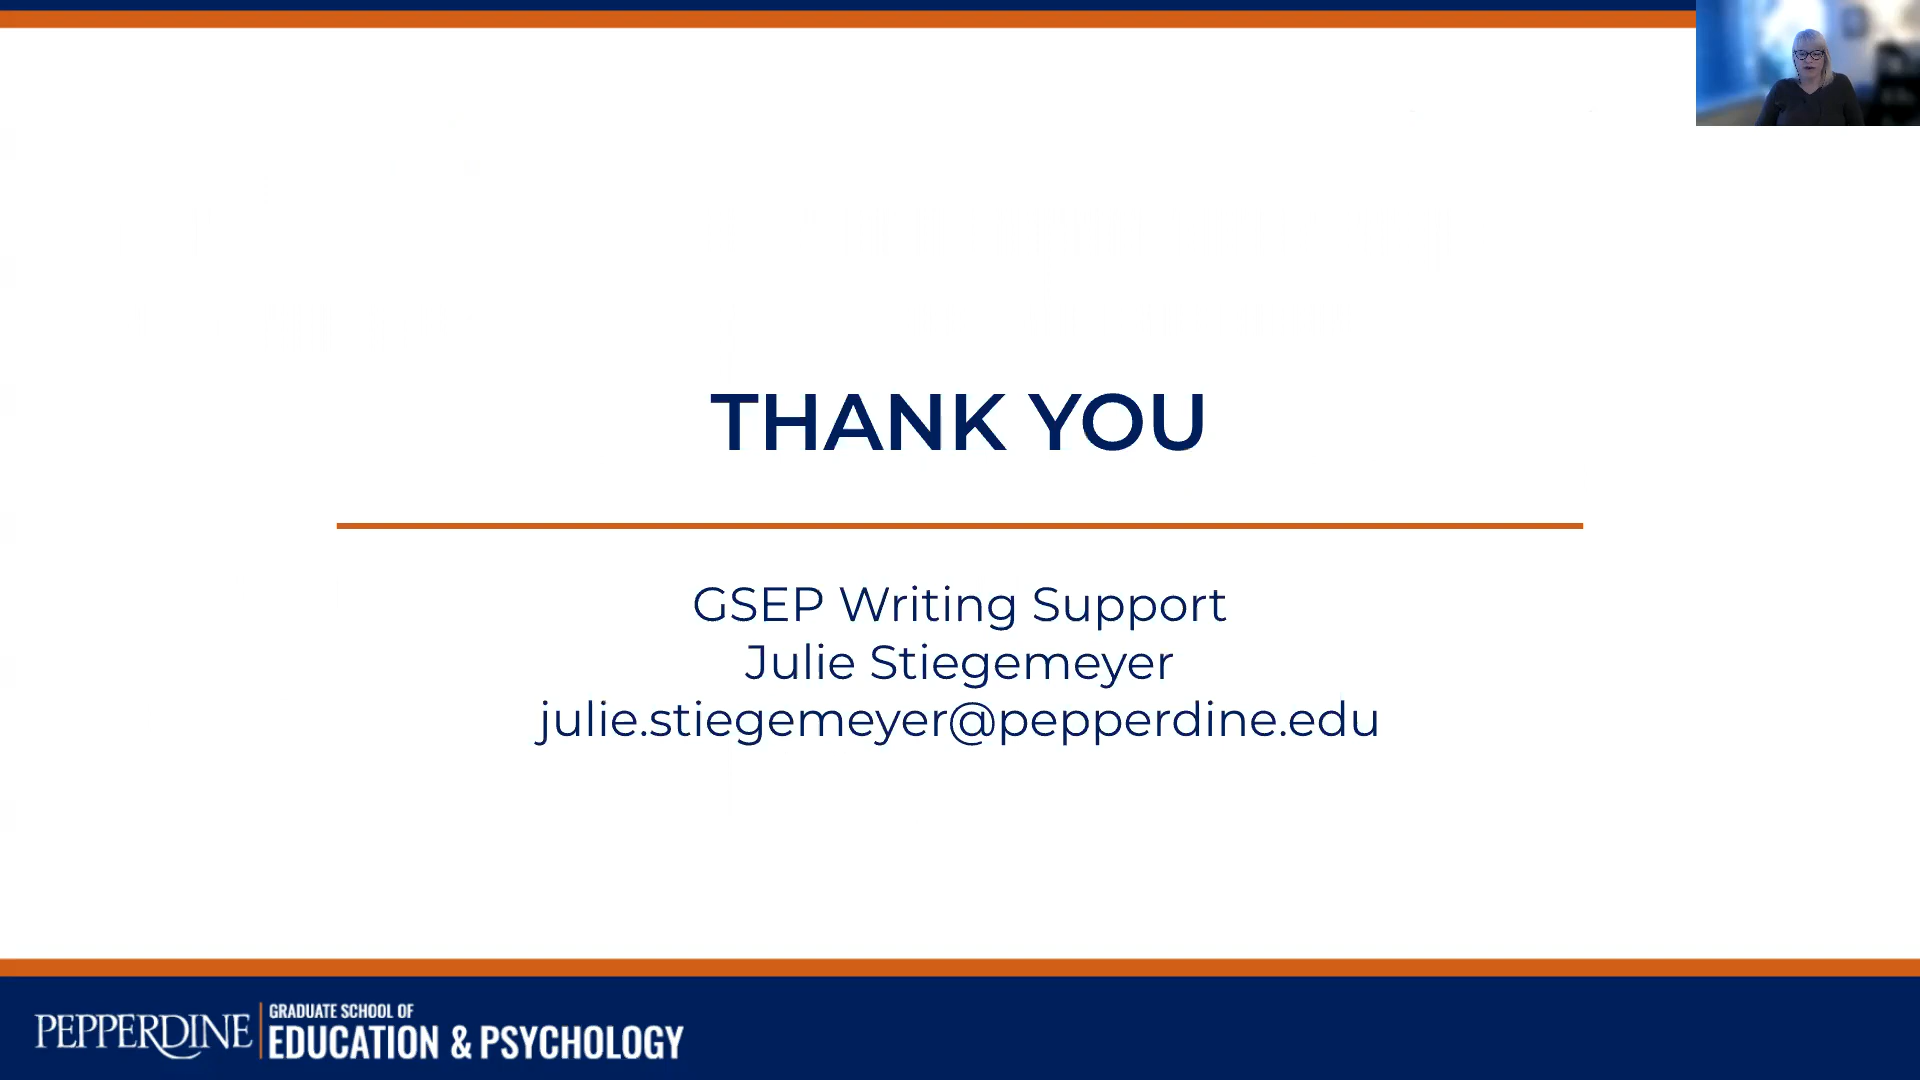 THANK YOU
GSEP Writing Support
Julie Stiegemeyer
julie.stiegemeyer@pepperdine.edu
PEPPERDINE
GRADUATE SCHOOL OF
EDUCATION & PSYCHOLOGY